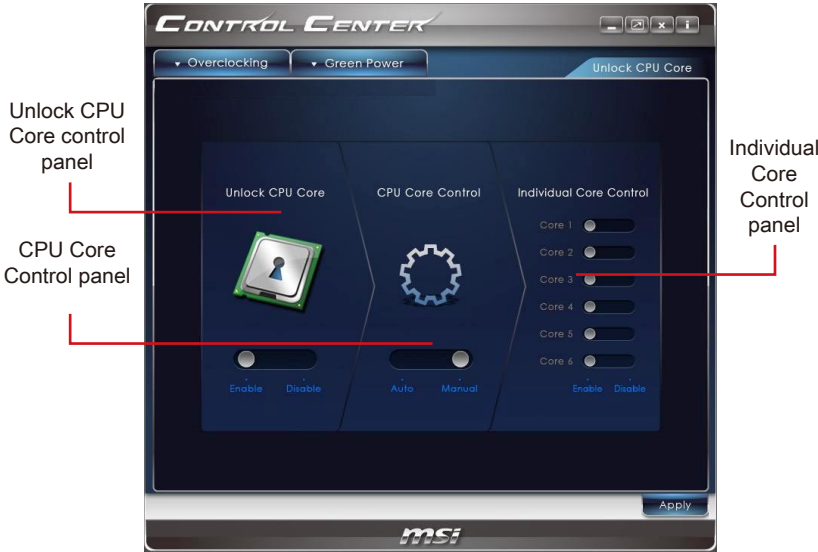 CONTROL CENTER
i
Overclocking
Green Power
Unlock CPU Core
Unlock CPU
Core control
panel
CPU Core
Control panel
Unlock CPU Core
Enable
Disable
CPU Core Control
Auto
Manual
Individual Core Control
Core 1
Core 2
Core 3
Core 4
Core 5
Core 6
Enable
Disable
Individual
Core
Control
panel
Apply
msi